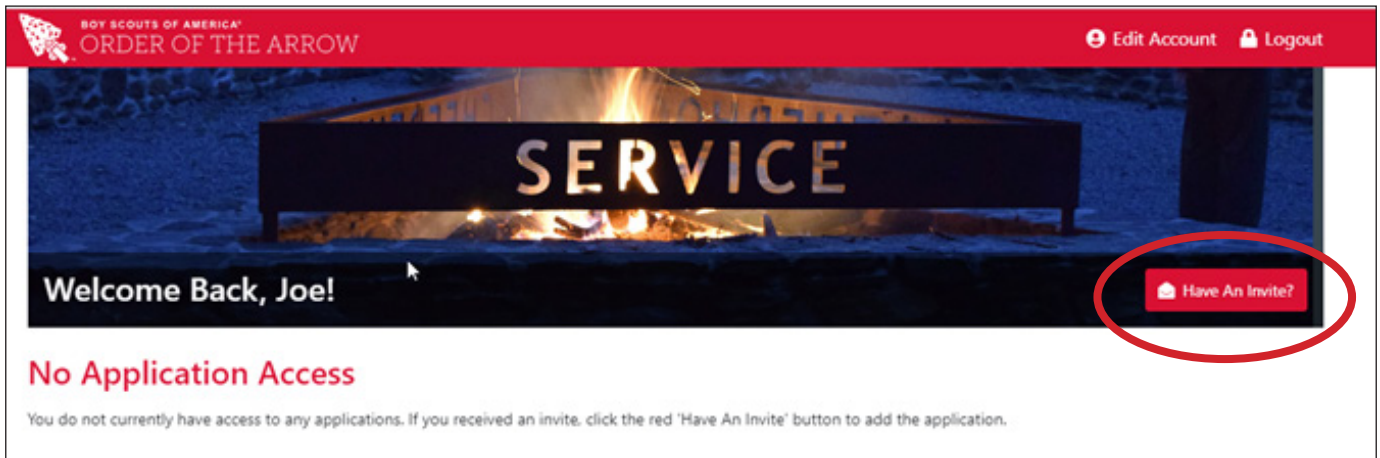 BOY SCOUTS OF AMERICA®
ORDER OF THE ARROW
Edit Account
Logout
SERVICE
Welcome Back, Joe!
Have An Invite?
No Application Access
You do not currently have access to any applications. If you received an invite, click the red 'Have An Invite' button to add the application.